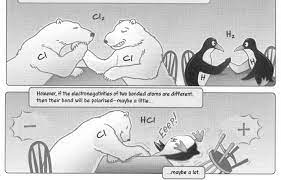 Cl₂
H₂
Cl
Cl
H
H
However, if the electronegativities of two bonded atoms are different,
then their bond will be polarised—maybe a little...
HCl
Eeep!
−
+
Cl
...maybe a lot.